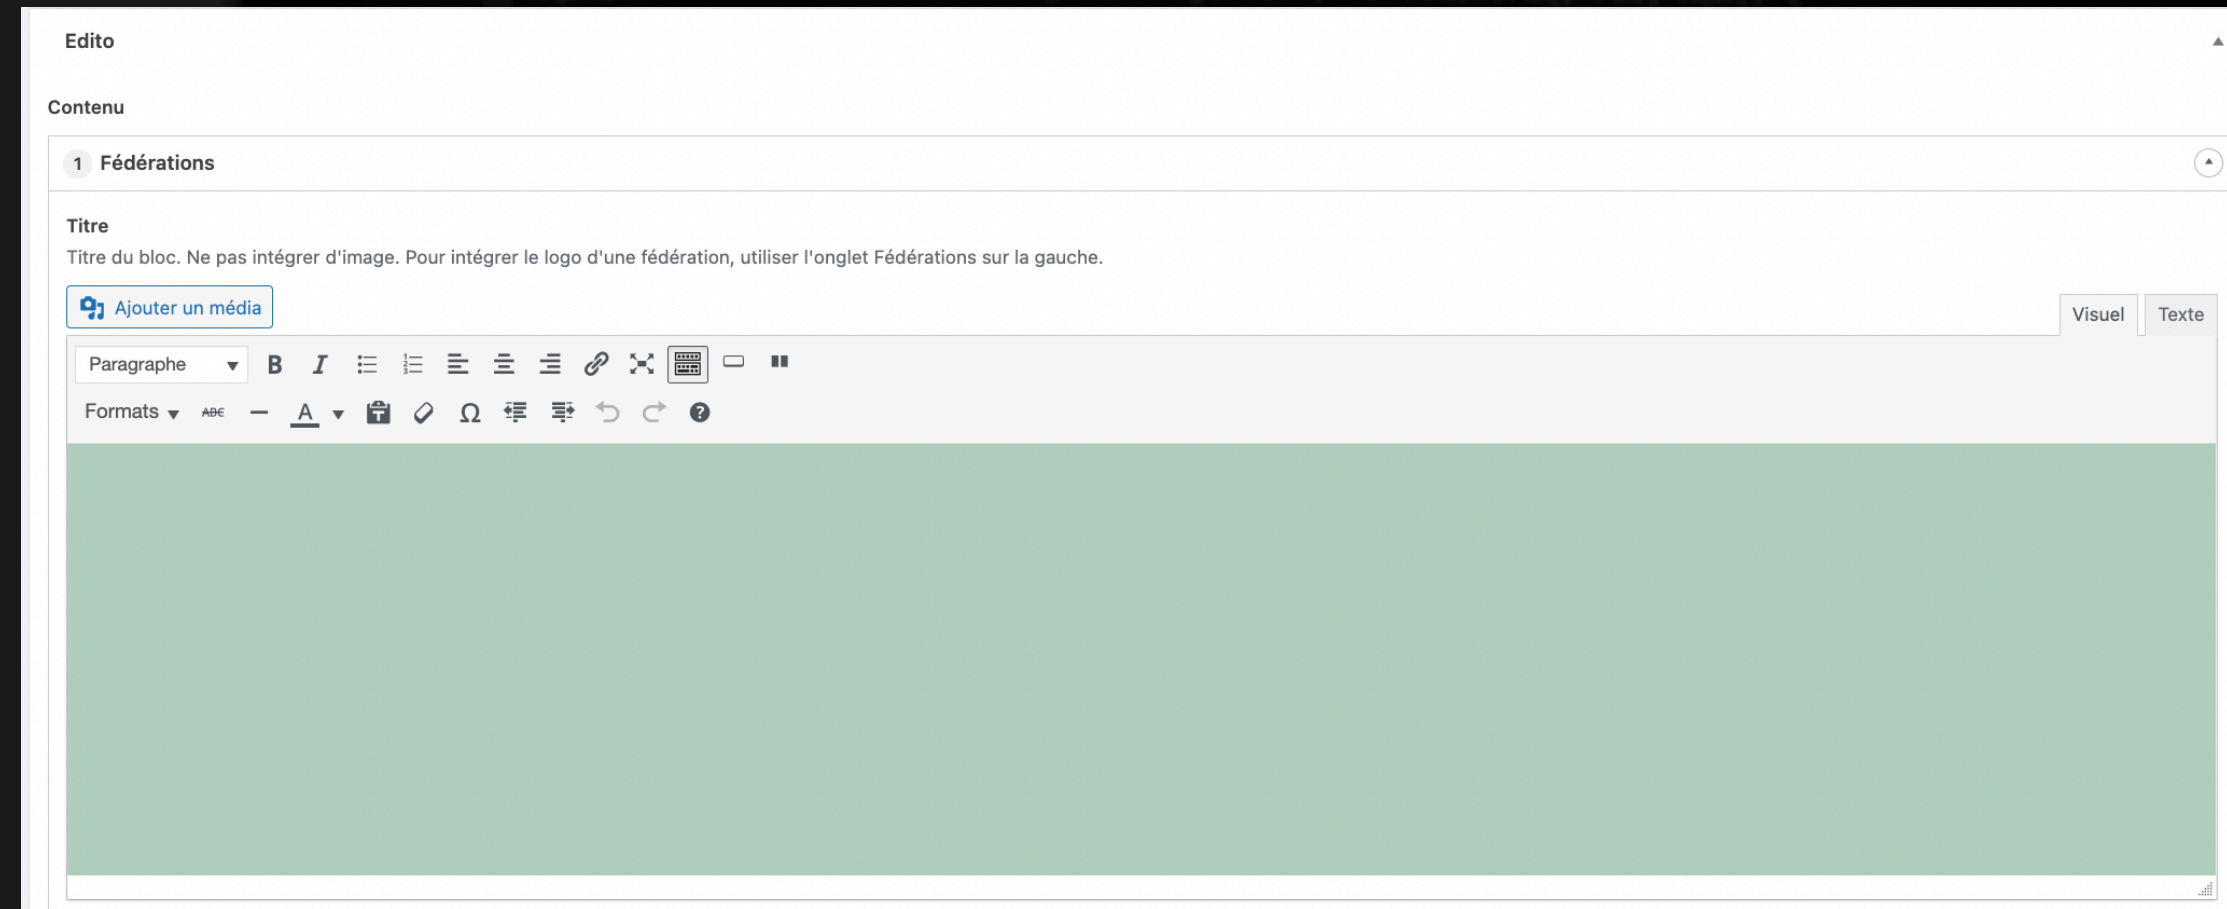 Edito
Contenu
1 Fédérations
Titre
Titre du bloc. Ne pas intégrer d'image. Pour intégrer le logo d'une fédération, utiliser l'onglet Fédérations sur la gauche.
Ajouter un média
Visuel Texte
Paragraphe B I
Formats ABC A Ω ?